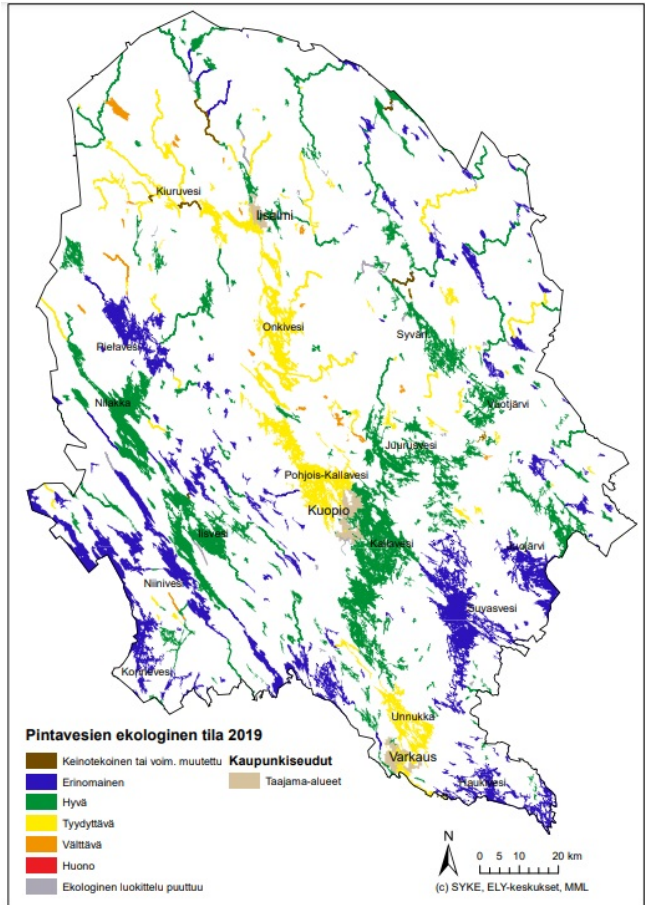 Kiuruvesi
Iisalmi
Onkivesi
Rielavesi
Syväri
Nilakka
Vuotjärvi
Juurusvesi
Pohjois-Kallavesi
Kuopio
Iisvesi
Kallavesi
Vuojärvi
Niinivesi
Suvasvesi
Konnevesi
Unnukka
Varkaus
Haukivesi
Pintavesien ekologinen tila 2019
Keinotekoinen tai voim. muutettu
Erinomainen
Hyvä
Tyydyttävä
Välttävä
Huono
Ekologinen luokittelu puuttuu
Kaupunkiseudut
Taajama-alueet
N
0 5 10 20 km
(c) SYKE, ELY-keskukset, MML